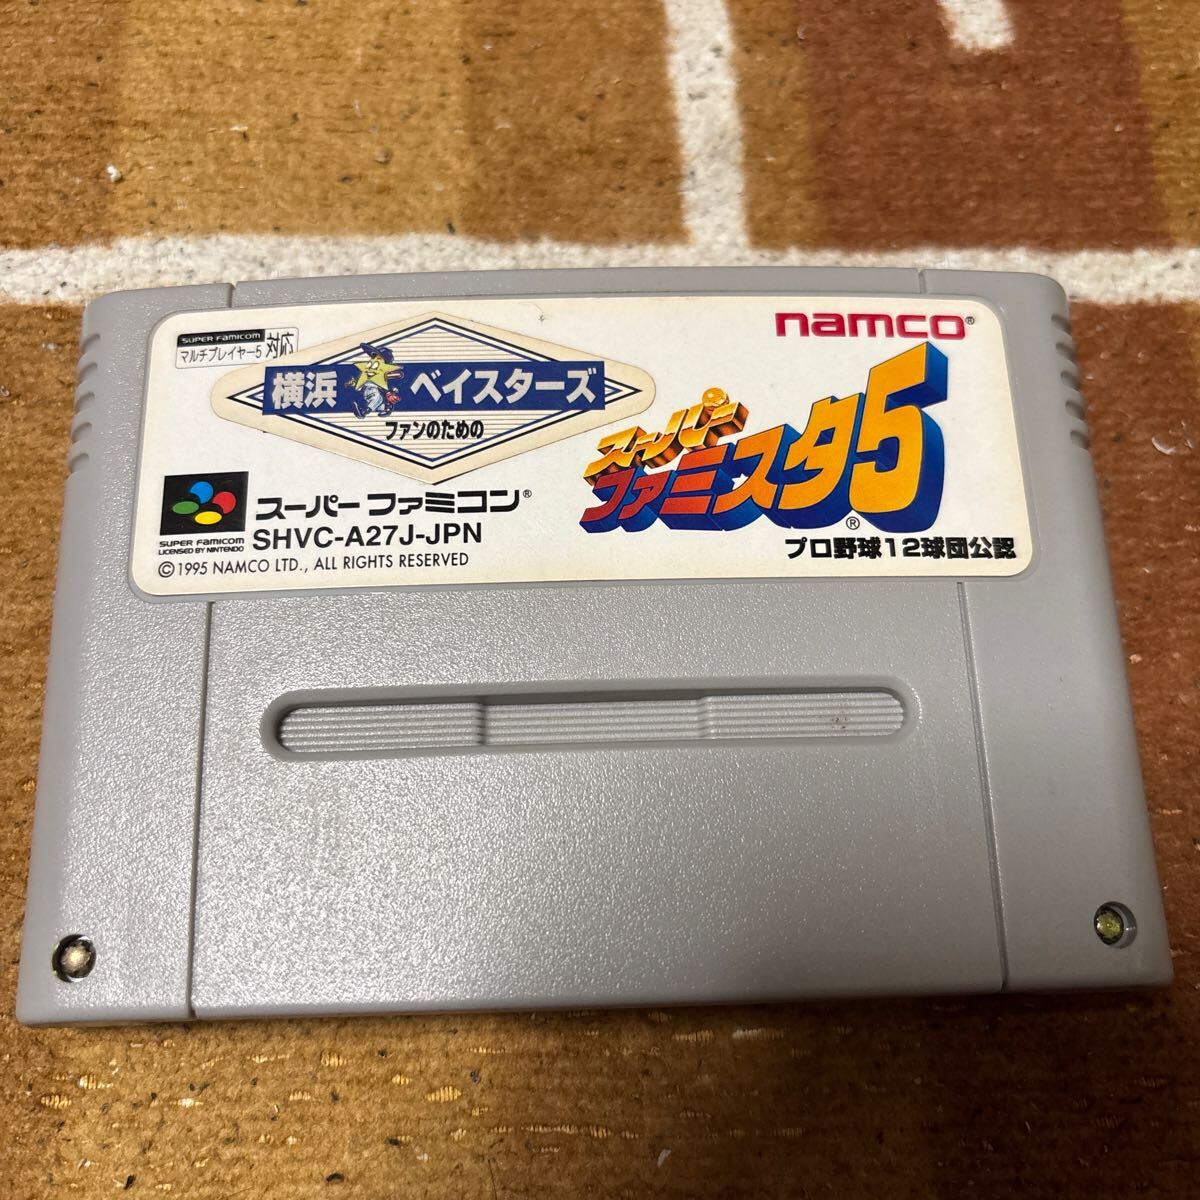 SUPER FAMICOM
マルチプレイヤー5 対応
横浜 ベイスターズ
ファンのための
namco®
スーパー
ファミスタ5®
プロ野球12球団公認
SUPER FAMICOM
LICENSED BY NINTENDO
スーパーファミコン®
SHVC-A27J-JPN
©1995 NAMCO LTD., ALL RIGHTS RESERVED